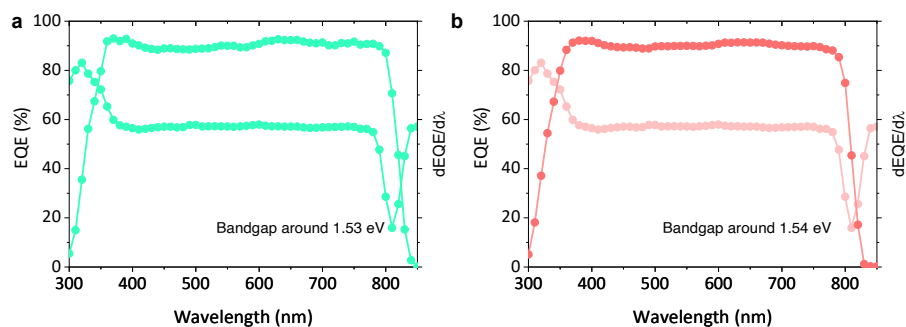 a
100
80
60
40
20
0
EQE (%)
dEQE/dλ
Bandgap around 1.53 eV
300 400 500 600 700 800
Wavelength (nm)
b
100
80
60
40
20
0
EQE (%)
dEQE/dλ
Bandgap around 1.54 eV
300 400 500 600 700 800
Wavelength (nm)